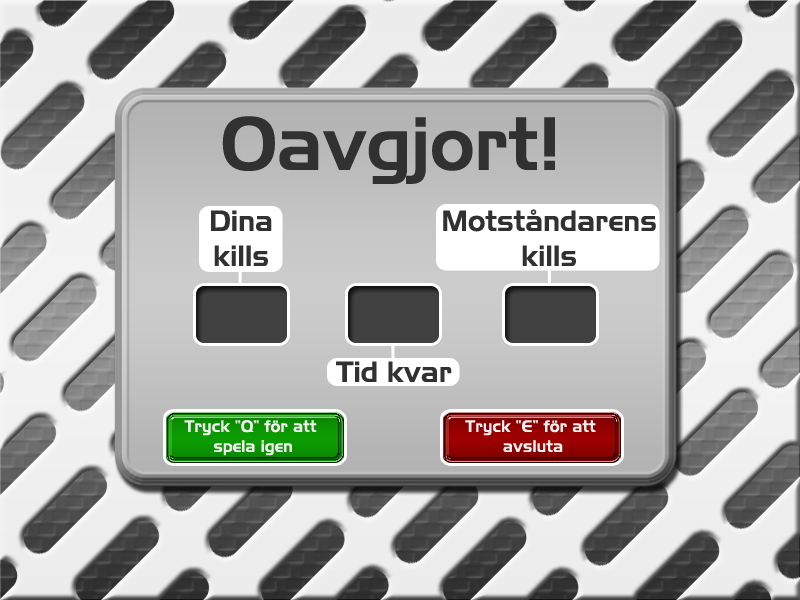 Oavgjort!
Dina
kills
Motståndarens
kills
Tid kvar
Tryck "Q" för att
spela igen
Tryck "E" för att
avsluta